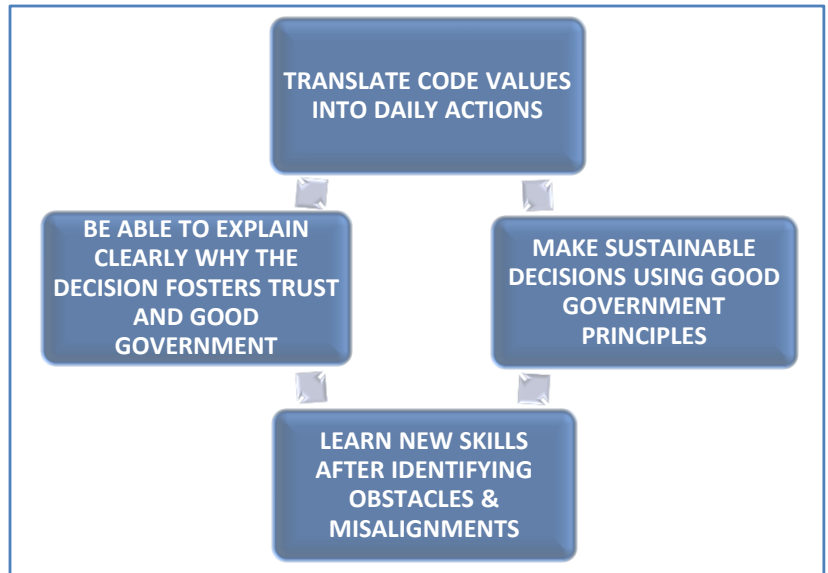 TRANSLATE CODE VALUES
INTO DAILY ACTIONS
BE ABLE TO EXPLAIN
CLEARLY WHY THE
DECISION FOSTERS TRUST
AND GOOD
GOVERNMENT
MAKE SUSTAINABLE
DECISIONS USING GOOD
GOVERNMENT
PRINCIPLES
LEARN NEW SKILLS
AFTER IDENTIFYING
OBSTACLES &
MISALIGNMENTS